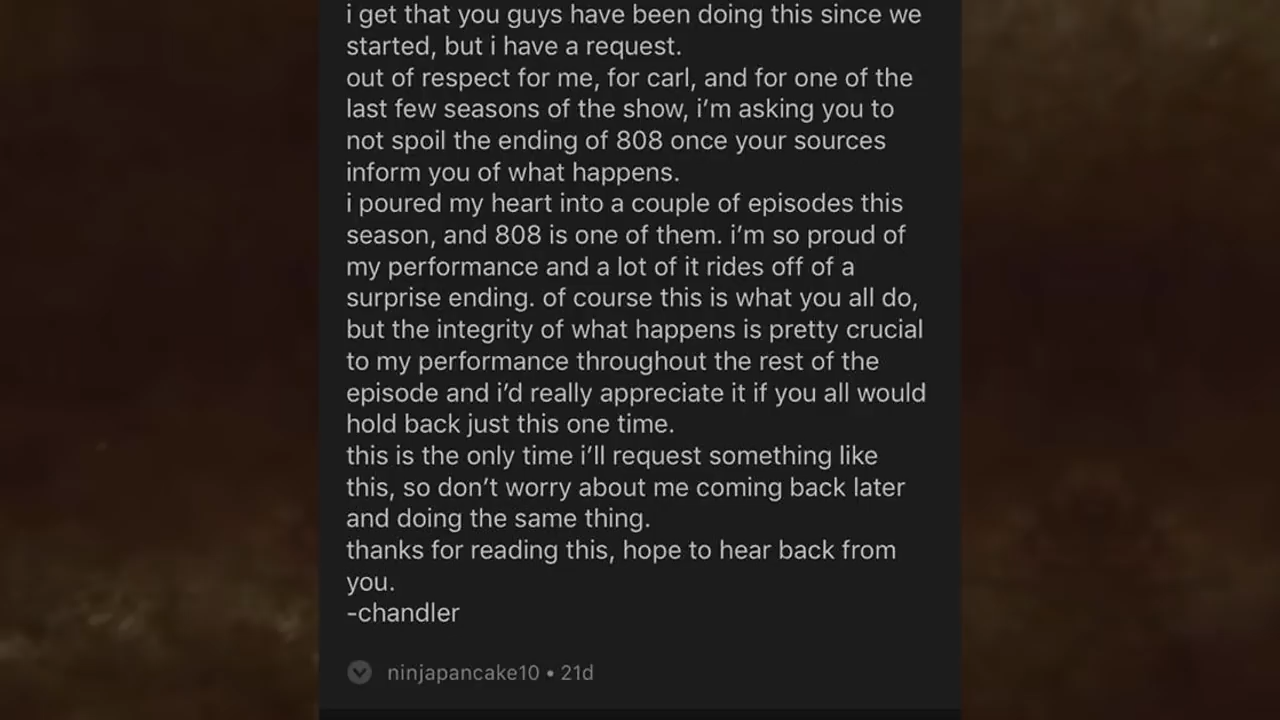 i get that you guys have been doing this since we
started, but i have a request.
out of respect for me, for carl, and for one of the
last few seasons of the show, i'm asking you to
not spoil the ending of 808 once your sources
inform you of what happens.
i poured my heart into a couple of episodes this
season, and 808 is one of them. i'm so proud of
my performance and a lot of it rides off of a
surprise ending. of course this is what you all do,
but the integrity of what happens is pretty crucial
to my performance throughout the rest of the
episode and i'd really appreciate it if you all would
hold back just this one time.
this is the only time i'll request something like
this, so don't worry about me coming back later
and doing the same thing.
thanks for reading this, hope to hear back from
you.
-chandler
ninjapancake10 • 21d